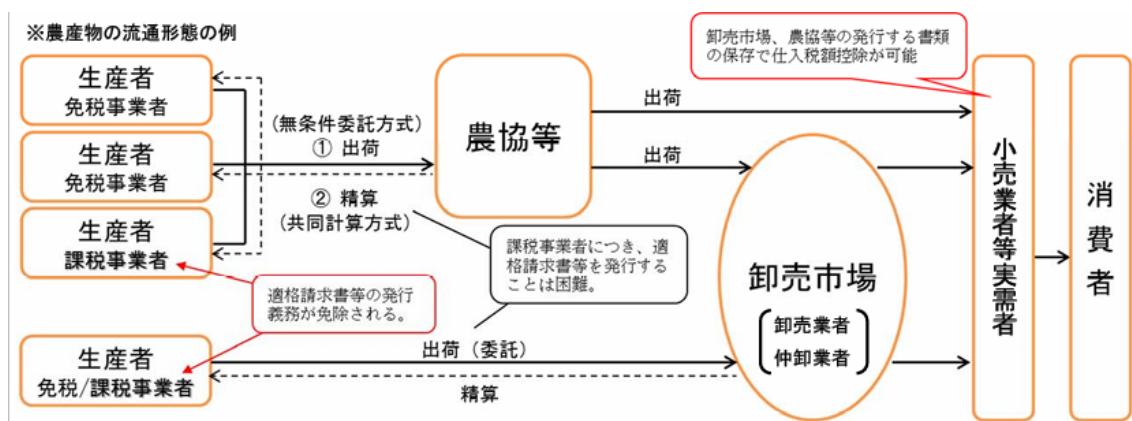 ※農産物の流通形態の例
卸売市場、農協等の発行する書類
の保存で仕入税額控除が可能
生産者
免税事業者
生産者
免税事業者
生産者
課税事業者
(無条件委託方式)
① 出荷
② 精算
(共同計算方式)
農協等
出荷
出荷
課税事業者につき、適
格請求書等を発行する
ことは困難。
適格請求書等の発行
義務が免除される。
生産者
免税/課税事業者
出荷（委託）
精算
卸売市場
卸売業者
仲卸業者
小売業者等実需者
消費者